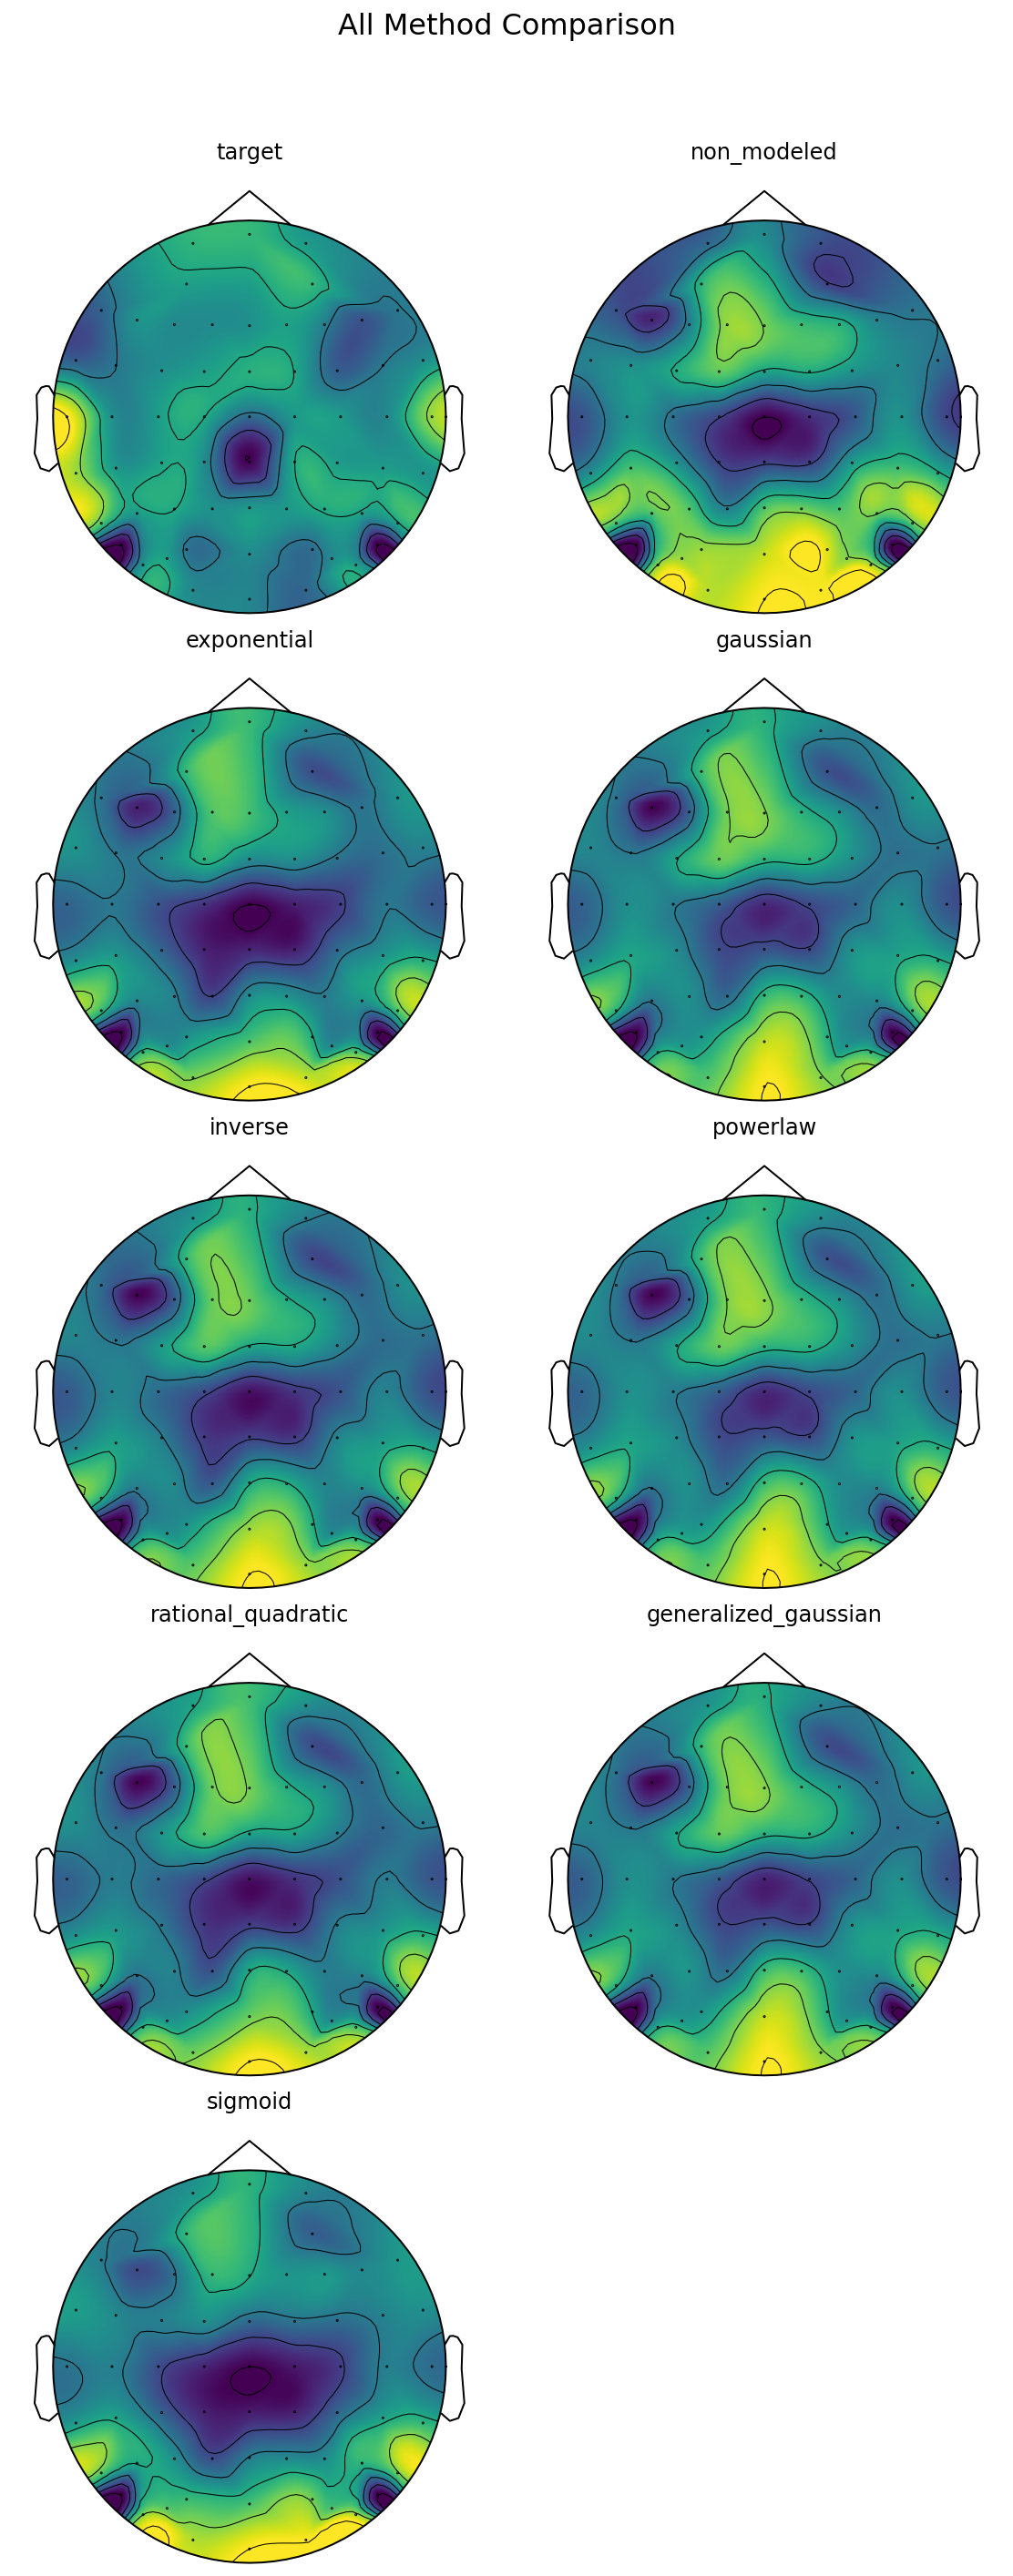 All Method Comparison
target
non_modeled
exponential
gaussian
inverse
powerlaw
rational_quadratic
generalized_gaussian
sigmoid